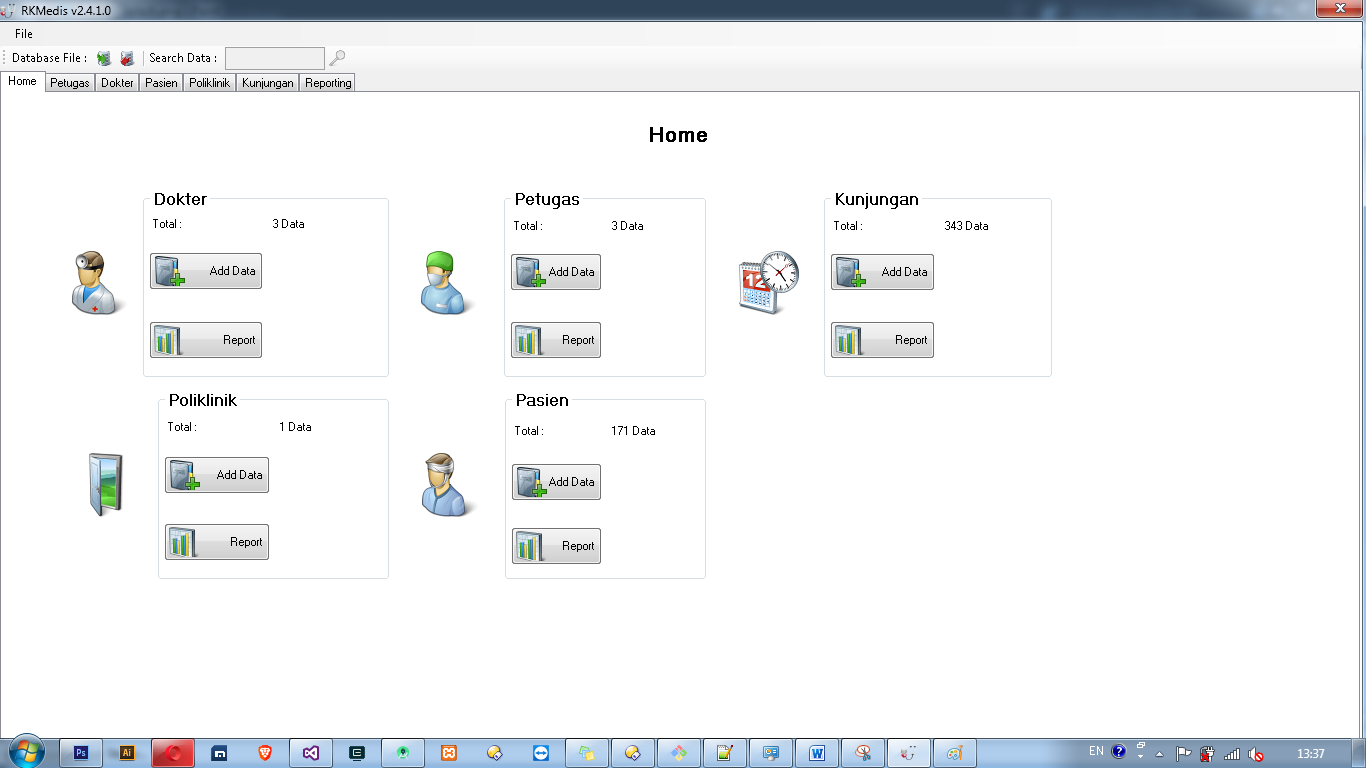 RKMedis v2.4.1.0
File
Database File : Search Data :
Home Petugas Dokter Pasien Poliklinik Kunjungan Reporting
Home
Dokter
Total : 3 Data
Add Data
Report
Petugas
Total : 3 Data
Add Data
Report
Kunjungan
Total : 343 Data
12
Add Data
Report
Poliklinik
Total : 1 Data
Add Data
Report
Pasien
Total : 171 Data
Add Data
Report
Ps Ai W EN 13:37